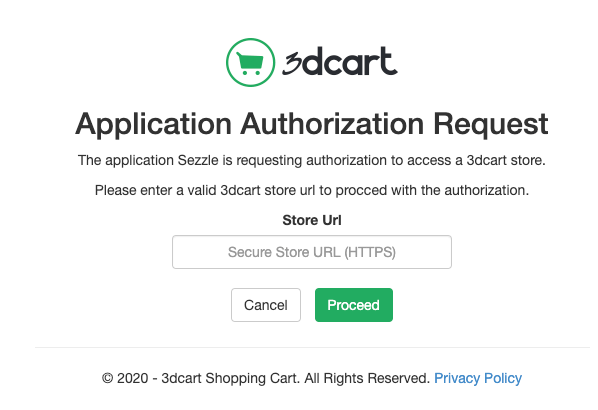 3dcart
Application Authorization Request
The application Sezzle is requesting authorization to access a 3dcart store.
Please enter a valid 3dcart store url to procced with the authorization.
Store Url
Secure Store URL (HTTPS)
Cancel Proceed
© 2020 - 3dcart Shopping Cart. All Rights Reserved. Privacy Policy